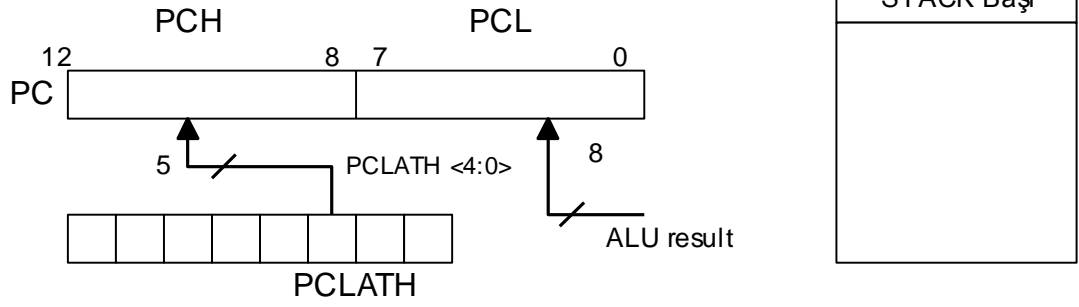 STACK Başı
PCH PCL
12 8 7 0
PC
5 PCLATH <4:0> 8
ALU result
PCLATH